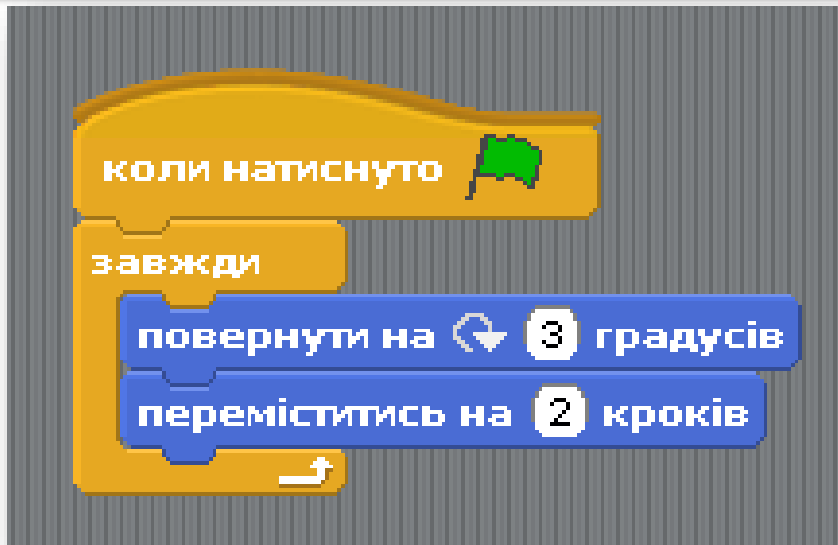 коли натиснуто
завжди
повернути на 3 градусів
переміститись на 2 кроків